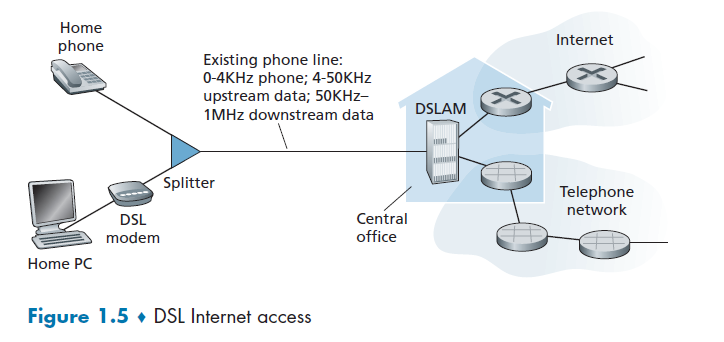 Home
phone
Existing phone line:
0-4KHz phone; 4-50KHz
upstream data; 50KHz–
1MHz downstream data
Internet
DSLAM
Splitter
DSL
modem
Home PC
Central
office
Telephone
network
Figure 1.5 ♦ DSL Internet access